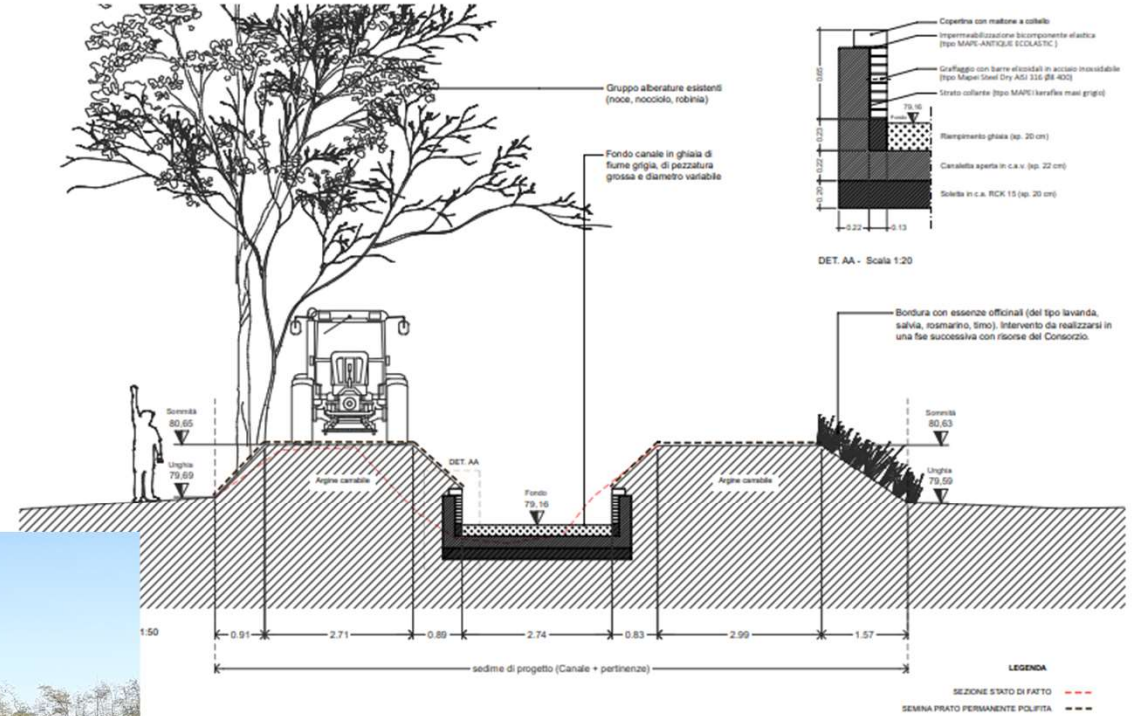 Copertina con mattone a coltello
Impermeabilizzazione bicomponente elastica
(tipo MAPE-ANTIQUE ECOLASTIC )
Graffaggio con barre elicoidali in acciaio inossidabile
(tipo Mapei Steel Dry AISI 316 Ø8 400)
Strato collante (tipo MAPEI keraflex maxi grigio)
79.16
Fondo
Riempimento ghiaia (sp. 20 cm)
Canaletta aperta in c.a.v. (sp. 22 cm)
Soletta in c.a. RCK 15 (sp. 20 cm)
0.65
0.23
0.22
0.20
0.22
0.13
DET. AA - Scala 1:20
Gruppo alberature esistenti
(noce, nocciolo, robinia)
Fondo canale in ghiaia di
fiume grigia, di pezzatura
grossa e diametro variabile
Bordura con essenze officinali (del tipo lavanda,
salvia, rosmarino, timo). Intervento da realizzarsi in
una fse successiva con risorse del Consorzio.
Sommità
80,65
Unghia
79,69
Argine carrabile
DET. AA
Fondo
79,16
Argine carrabile
Sommità
80,63
Unghia
79,59
1:50
0.91
2.71
0.89
2.74
0.83
2.99
1.57
sedime di progetto (Canale + pertinenze)
LEGENDA
SEZIONE STATO DI FATTO
SEMINA PRATO PERMANENTE POLIFITA